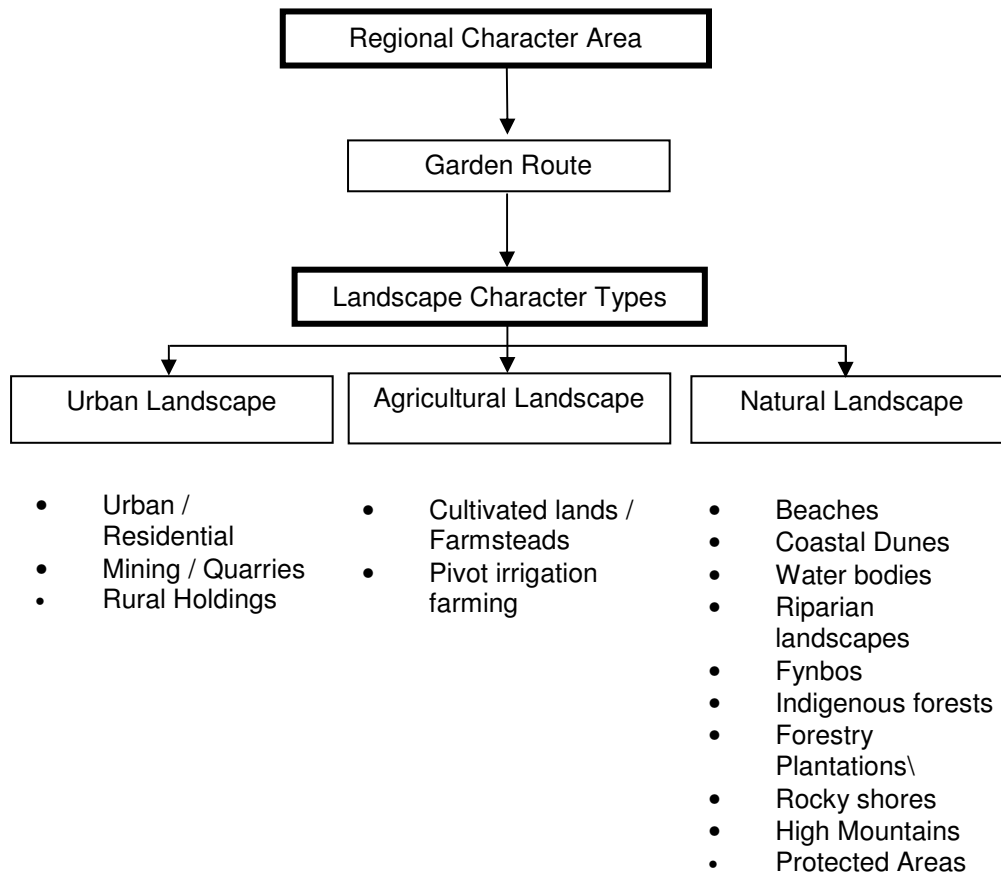 Regional Character Area
Garden Route
Landscape Character Types
Urban Landscape
Agricultural Landscape
Natural Landscape
• Urban /
Residential
• Mining / Quarries
• Rural Holdings
• Cultivated lands /
Farmsteads
• Pivot irrigation
farming
• Beaches
• Coastal Dunes
• Water bodies
• Riparian
landscapes
• Fynbos
• Indigenous forests
• Forestry
Plantations\
• Rocky shores
• High Mountains
• Protected Areas